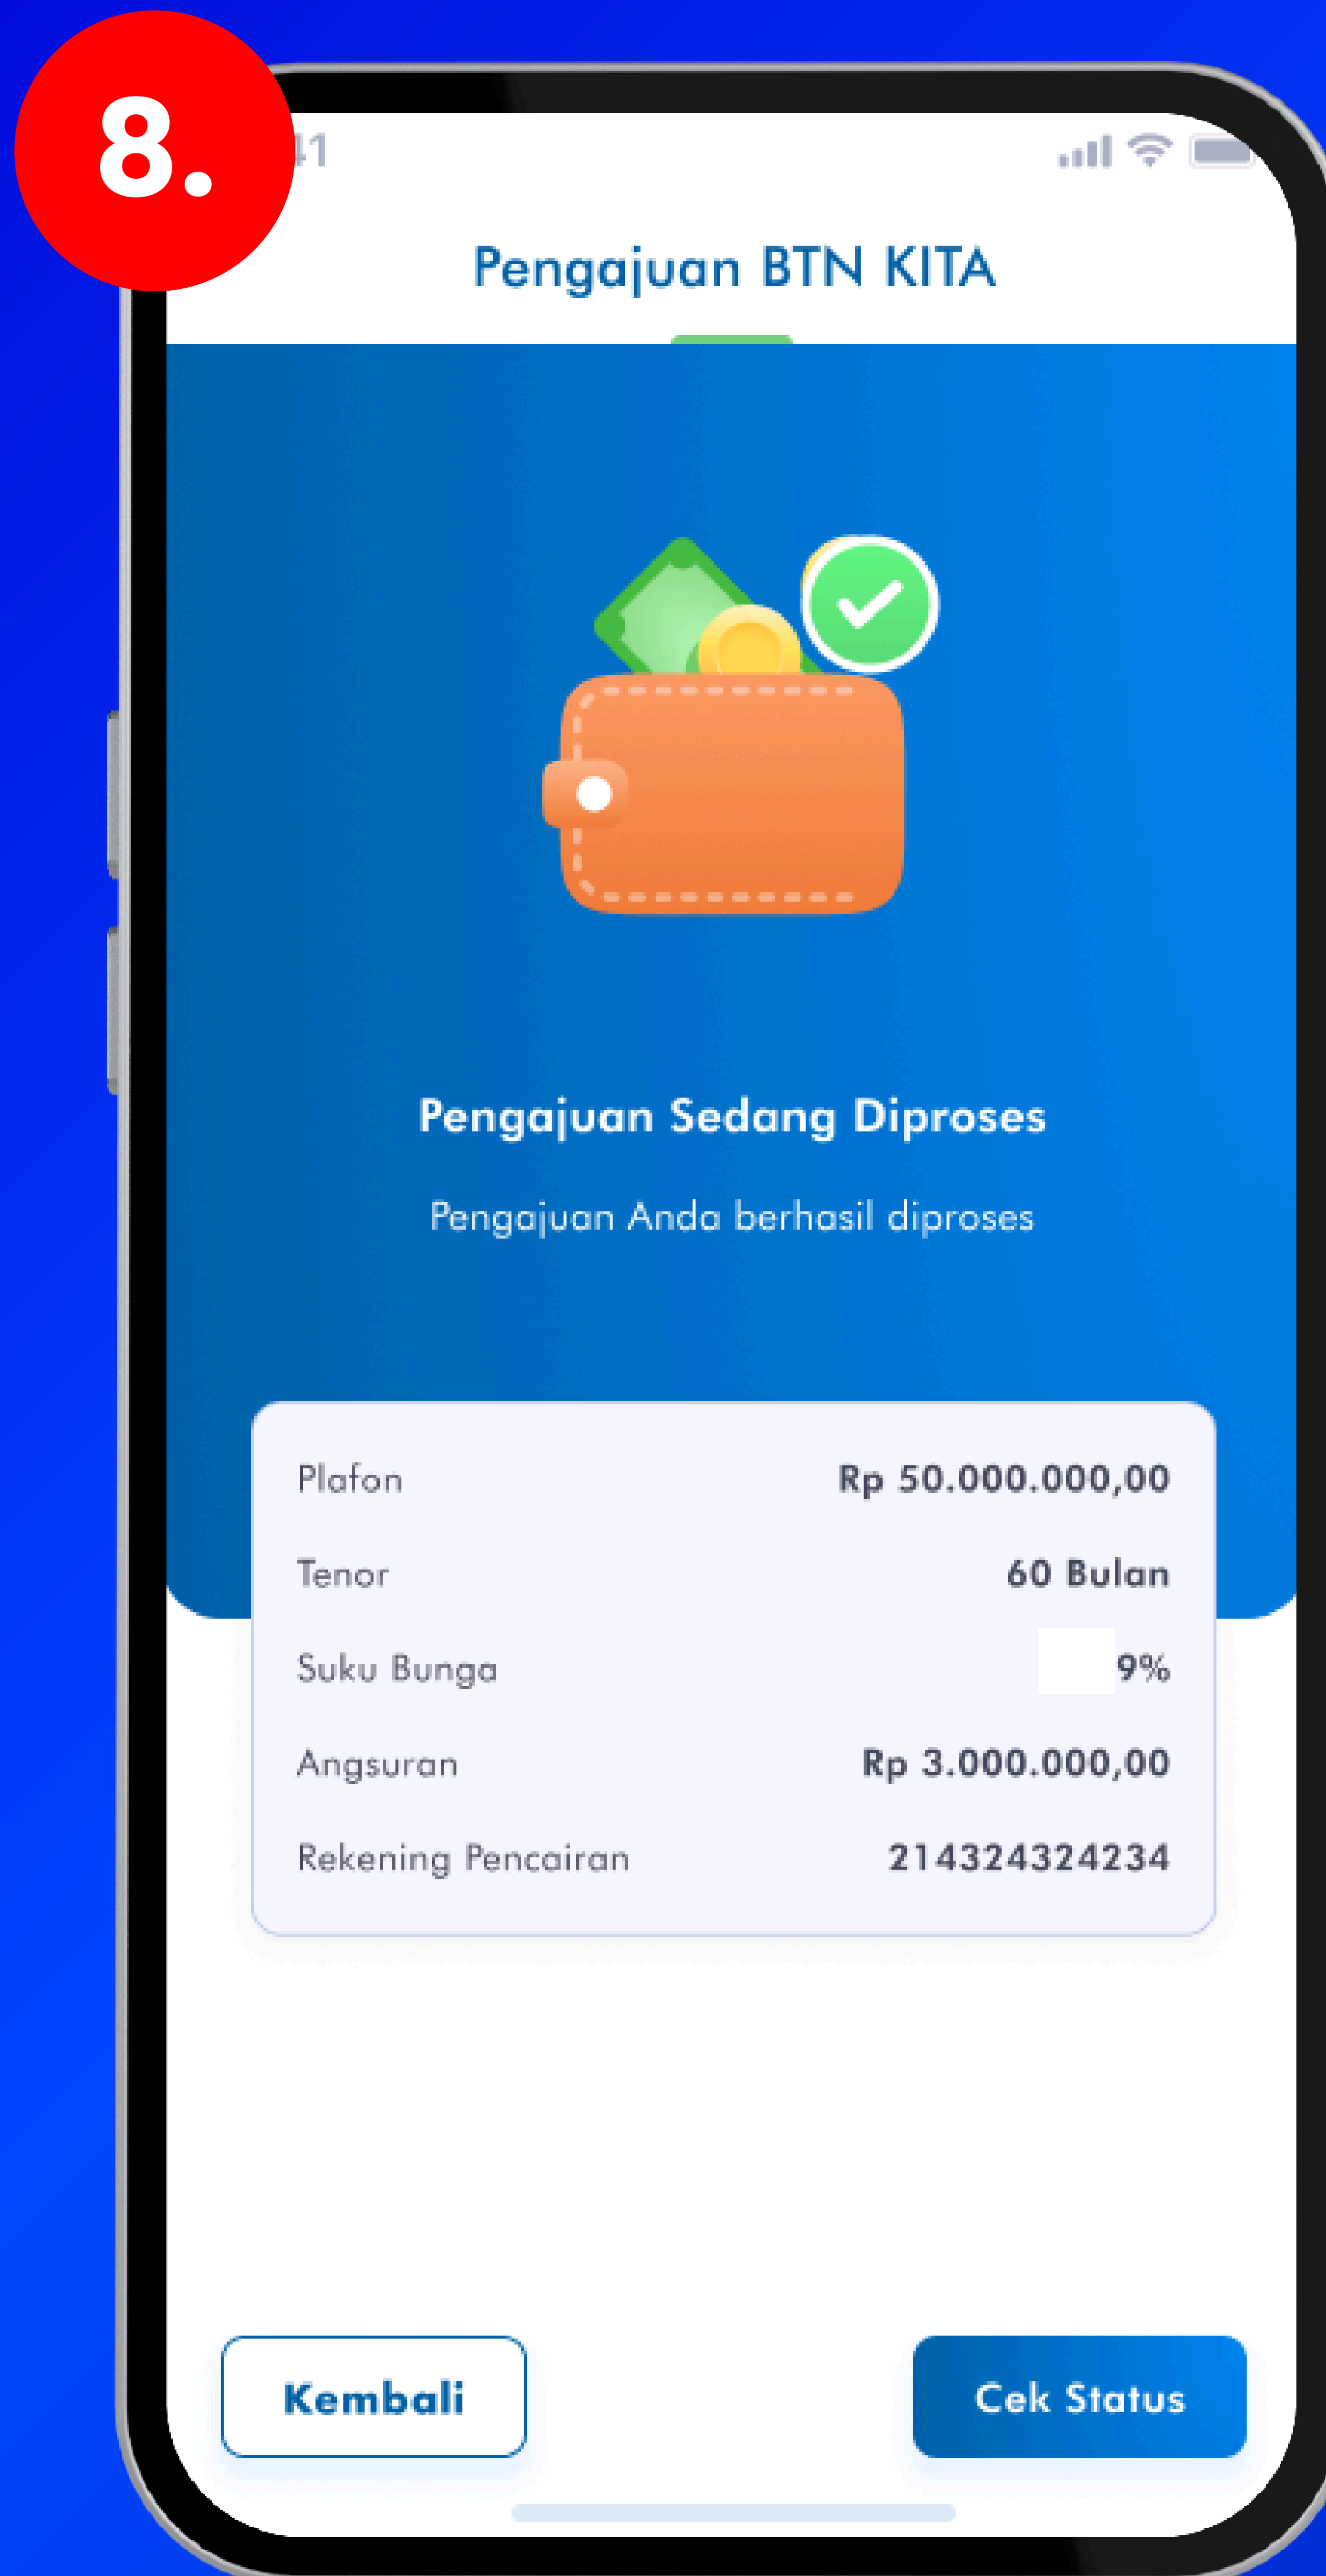 8.
41
Pengajuan BTN KITA
Pengajuan Sedang Diproses
Pengajuan Anda berhasil diproses
Plafon Rp 50.000.000,00
Tenor 60 Bulan
Suku Bunga 9%
Angsuran Rp 3.000.000,00
Rekening Pencairan 214324324234
Kembali Cek Status